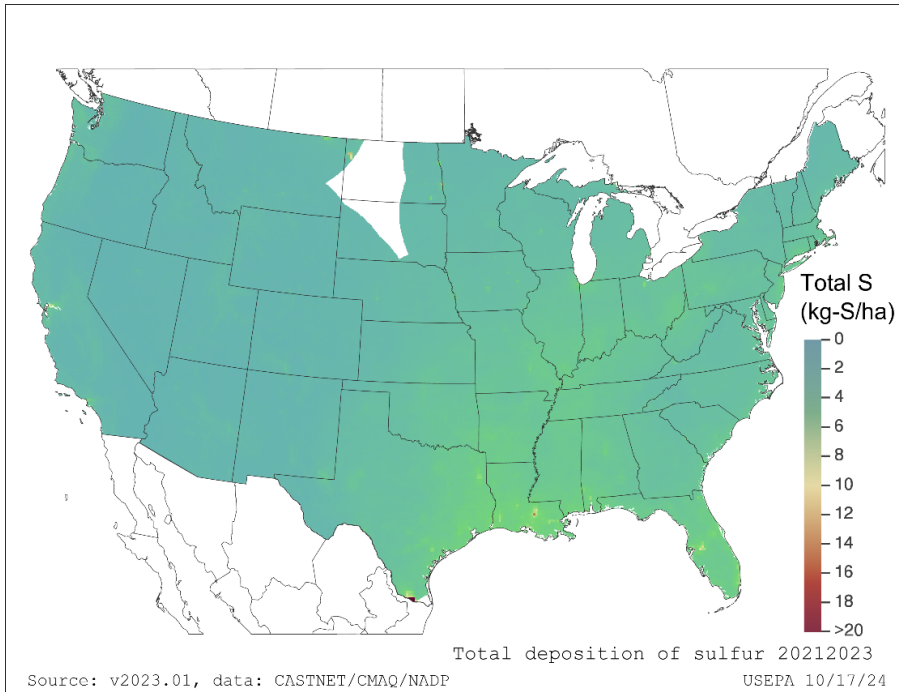 Total S
(kg-S/ha)
0
2
4
6
8
10
12
14
16
18
>20
Total deposition of sulfur 20212023
Source: v2023.01, data: CASTNET/CMAQ/NADP
USEPA 10/17/24